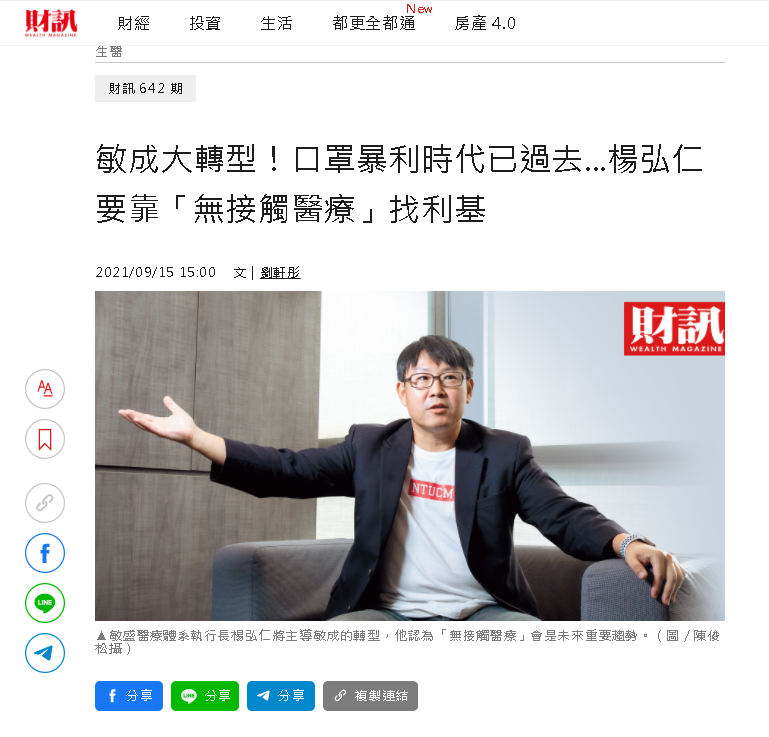 財訊
WEALTH MAGAZINE
財經
投資
生活
都更全都通
New
房產 4.0
生醫
財訊 642 期
敏成大轉型！口罩暴利時代已過去...楊弘仁
要靠「無接觸醫療」找利基
2021/09/15 15:00 文 | 劉軒彤
財訊
WEALTH MAGAZINE
NTUCM
AA
LINE
▲敏盛醫療體系執行長楊弘仁將主導敏成的轉型，他認為「無接觸醫療」會是未來重要趨勢。（圖／陳俊
松攝）
分享
LINE
分享
分享
複製連結